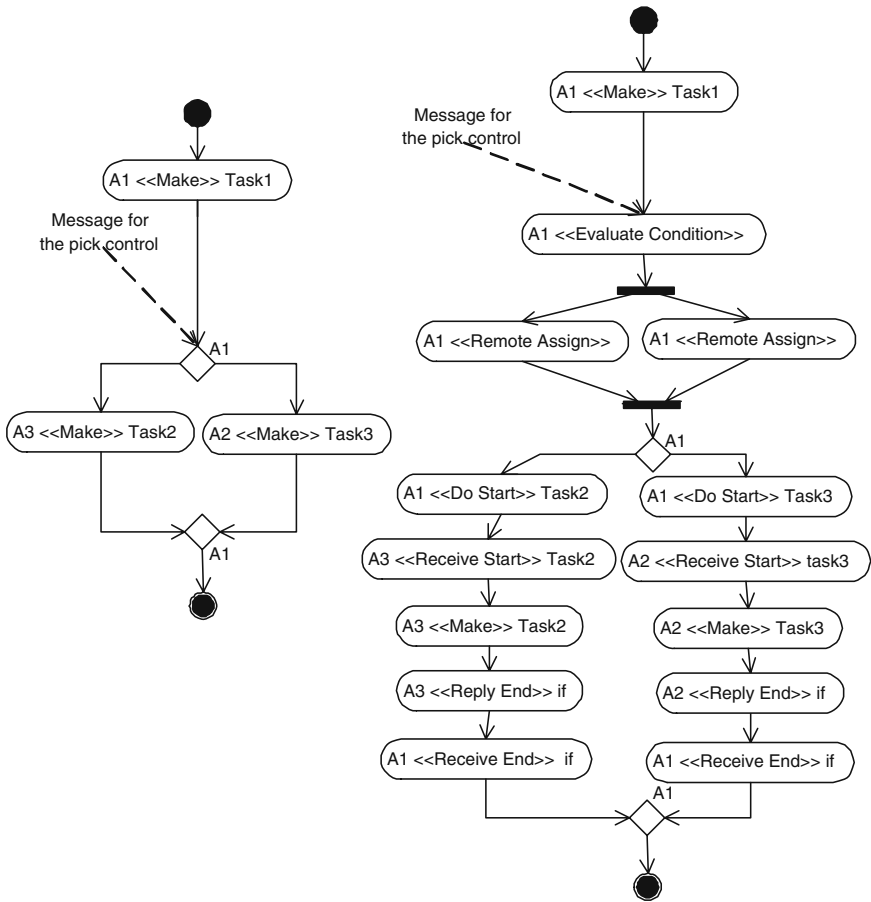 A1 <<Make>> Task1
Message for
the pick control
A1
A3 <<Make>> Task2
A2 <<Make>> Task3
A1
A1 <<Make>> Task1
Message for
the pick control
A1 <<Evaluate Condition>>
A1 <<Remote Assign>>
A1 <<Remote Assign>>
A1
A1 <<Do Start>> Task2
A1 <<Do Start>> Task3
A3 <<Receive Start>> Task2
A2 <<Receive Start>> task3
A3 <<Make>> Task2
A2 <<Make>> Task3
A3 <<Reply End>> if
A2 <<Reply End>> if
A1 <<Receive End>> if
A1 <<Receive End>> if
A1